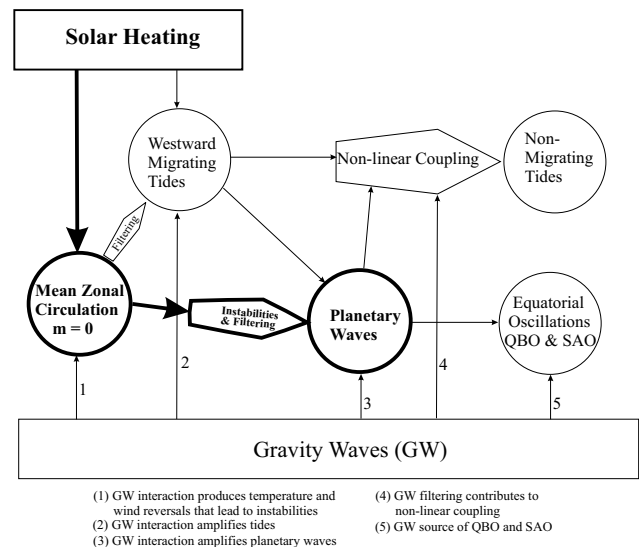 Solar Heating
Westward
Migrating
Tides
Non-linear Coupling
Non-
Migrating
Tides
Filtering
Mean Zonal
Circulation
m = 0
Instabilities
& Filtering
Planetary
Waves
Equatorial
Oscillations
QBO & SAO
1
2
3
4
5
Gravity Waves (GW)
(1) GW interaction produces temperature and
wind reversals that lead to instabilities
(2) GW interaction amplifies tides
(3) GW interaction amplifies planetary waves
(4) GW filtering contributes to
non-linear coupling
(5) GW source of QBO and SAO